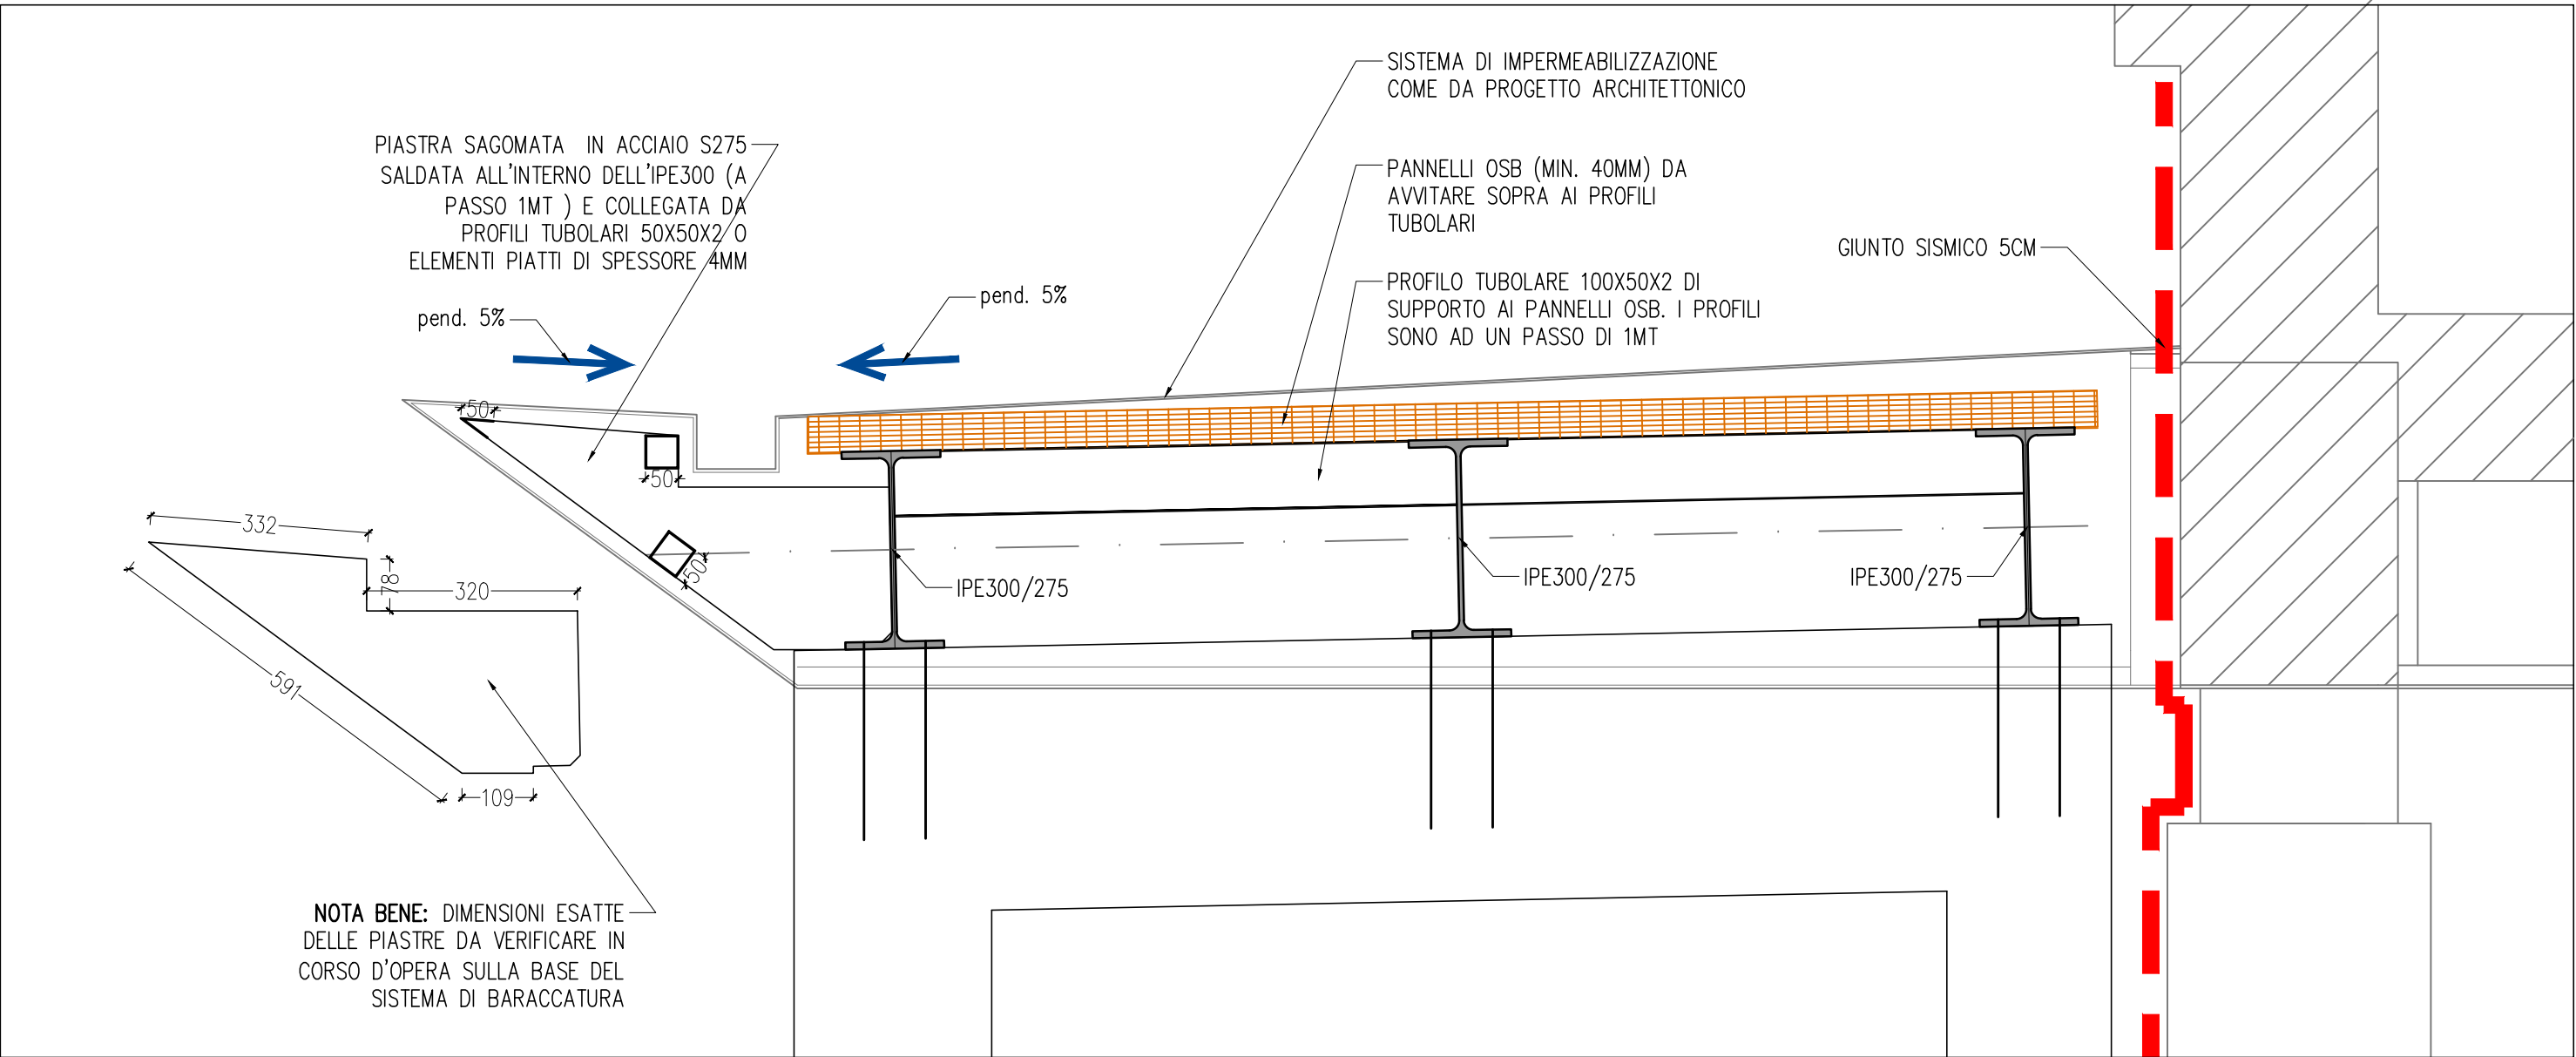 SISTEMA DI IMPERMEABILIZZAZIONE
COME DA PROGETTO ARCHITETTONICO
PIASTRA SAGOMATA IN ACCIAIO S275
SALDATA ALL'INTERNO DELL'IPE300 (A
PASSO 1MT ) E COLLEGATA DA
PROFILI TUBOLARI 50X50X2 O
ELEMENTI PIATTI DI SPESSORE 4MM
PANNELLI OSB (MIN. 40MM) DA
AVVITARE SOPRA AI PROFILI
TUBOLARI
GIUNTO SISMICO 5CM
PROFILO TUBOLARE 100X50X2 DI
SUPPORTO AI PANNELLI OSB. I PROFILI
SONO AD UN PASSO DI 1MT
pend. 5%
pend. 5%
50
50
50
332
78
320
591
109
IPE300/275
IPE300/275
IPE300/275
NOTA BENE: DIMENSIONI ESATTE
DELLE PIASTRE DA VERIFICARE IN
CORSO D'OPERA SULLA BASE DEL
SISTEMA DI BARACCATURA